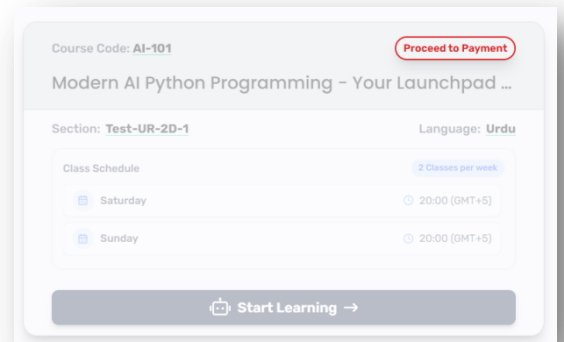 Course Code: AI-101
Proceed to Payment
Modern AI Python Programming - Your Launchpad ...
Section: Test-UR-2D-1
Language: Urdu
Class Schedule
2 Classes per week
Saturday
20:00 (GMT+5)
Sunday
20:00 (GMT+5)
Start Learning →